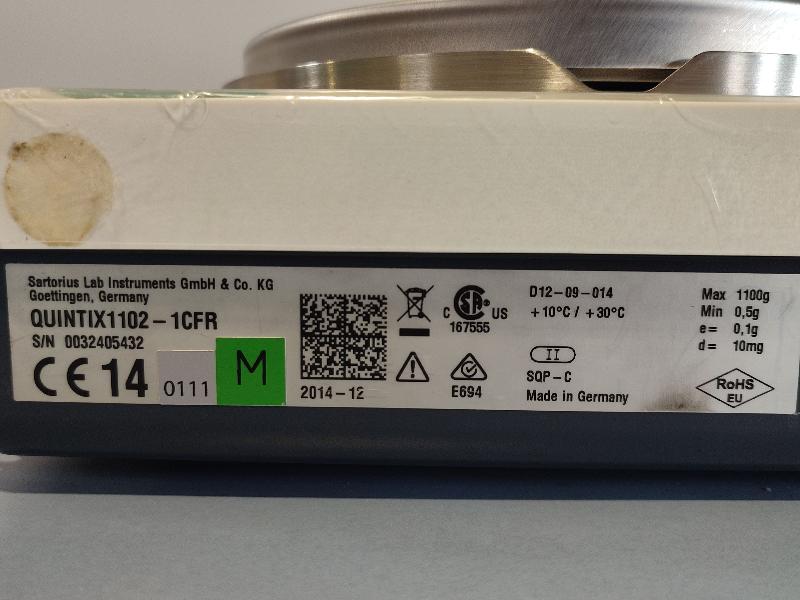 Sartorius Lab Instruments GmbH & Co. KG
Goettingen, Germany
QUINTIX1102-1CFR
S/N 0032405432
CE 14
0111
M
2014-12
C SA® US
167555
E694
D12-09-014
+10°C / +30°C
II
SQP-C
Made in Germany
Max 1100g
Min 0,5g
e= 0,1g
d= 10mg
RoHS
EU